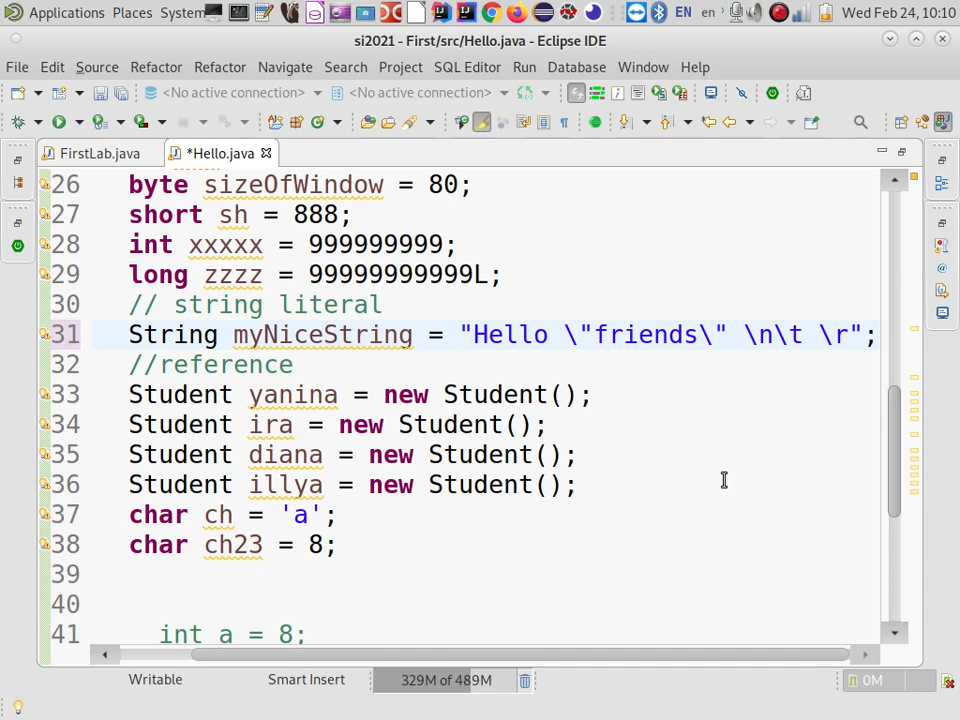 Applications Places System EN en Wed Feb 24, 10:10
si2021 - First/src/Hello.java - Eclipse IDE
File Edit Source Refactor Refactor Navigate Search Project SQL Editor Run Database Window Help
<No active connection> <No active connection>
FirstLab.java *Hello.java
26 byte sizeOfWindow = 80;
27 short sh = 888;
28 int xxxxx = 999999999;
29 long zzzz = 99999999999L;
30 // string literal
31 String myNiceString = "Hello \"friends\" \n\t \r";
32 //reference
33 Student yanina = new Student();
34 Student ira = new Student();
35 Student diana = new Student();
36 Student illya = new Student();
37 char ch = 'a';
38 char ch23 = 8;
39
40
41 int a = 8;
Writable Smart Insert 329M of 489M 0M